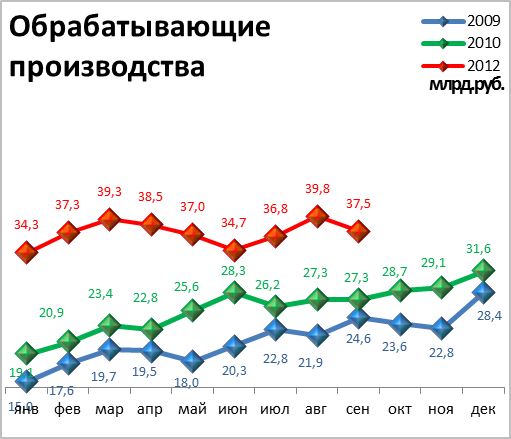 Обрабатывающие
производства
2009
2010
2012
млрд.руб.
34,3 37,3 39,3 38,5 37,0 34,7 36,8 39,8 37,5
19,1 20,9 23,4 22,8 25,6 28,3 26,2 27,3 27,3 28,7 29,1 31,6
15,0 17,6 19,7 19,5 18,0 20,3 22,8 21,9 24,6 23,6 22,8 28,4
янв фев мар апр май июн июл авг сен окт ноя дек